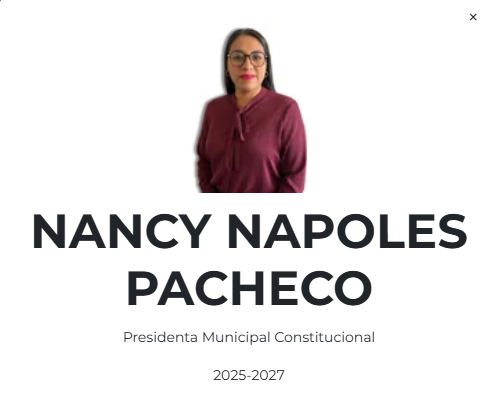 ×
NANCY NAPOLES
PACHECO
Presidenta Municipal Constitucional
2025-2027